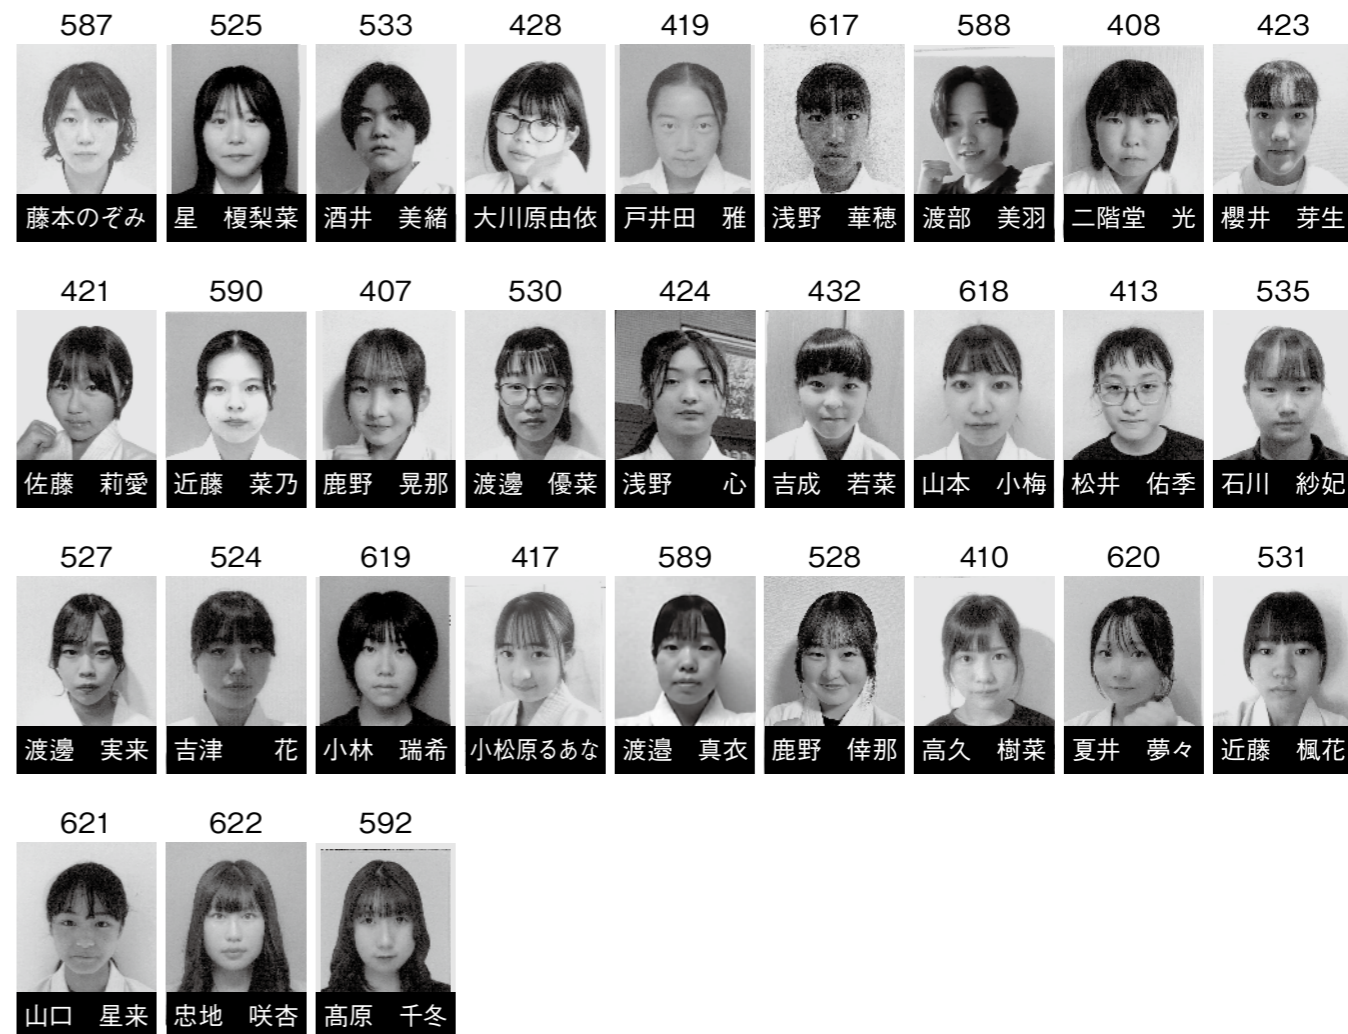 587 525 533 428 419 617 588 408 423
藤本のぞみ 星　榎梨菜 酒井　美緒 大川原由依 戸井田　雅 浅野　華穂 渡部　美羽 二階堂　光 櫻井　芽生
421 590 407 530 424 432 618 413 535
佐藤　莉愛 近藤　菜乃 鹿野　晃那 渡邊　優菜 浅野　　心 吉成　若菜 山本　小梅 松井　佑季 石川　紗妃
527 524 619 417 589 528 410 620 531
渡邊　実来 吉津　　花 小林　瑞希 小松原るあな 渡邉　真衣 鹿野　倖那 高久　樹菜 夏井　夢々 近藤　楓花
621 622 592
山口　星来 忠地　咲杏 髙原　千冬